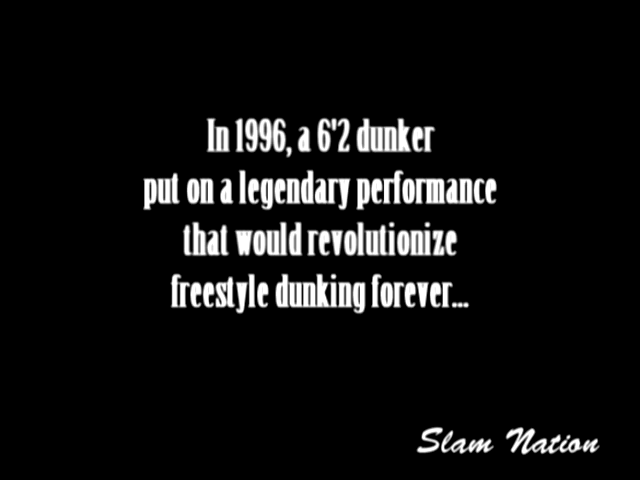 In 1996, a 6'2 dunker
put on a legendary performance
that would revolutionize
freestyle dunking forever...
Slam Nation